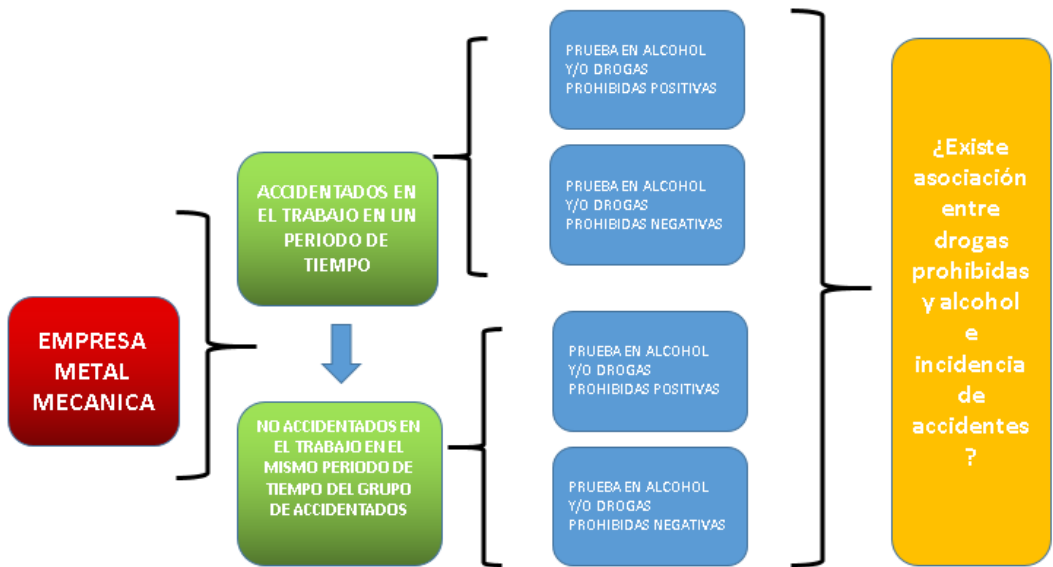 EMPRESA
METAL
MECANICA
ACCIDENTADOS EN
EL TRABAJO EN UN
PERIODO DE
TIEMPO
NO ACCIDENTADOS EN
EL TRABAJO EN EL
MISMO PERIODO DE
TIEMPO DEL GRUPO
DE ACCIDENTADOS
PRUEBA EN ALCOHOL
Y/O DROGAS
PROHIBIDAS POSITIVAS
PRUEBA EN ALCOHOL
Y/O DROGAS
PROHIBIDAS NEGATIVAS
PRUEBA EN ALCOHOL
Y/O DROGAS
PROHIBIDAS POSITIVAS
PRUEBA EN ALCOHOL
Y/O DROGAS
PROHIBIDAS NEGATIVAS
¿Existe
asociación
entre
drogas
prohibidas
y alcohol
e
incidencia
de
accidentes
?